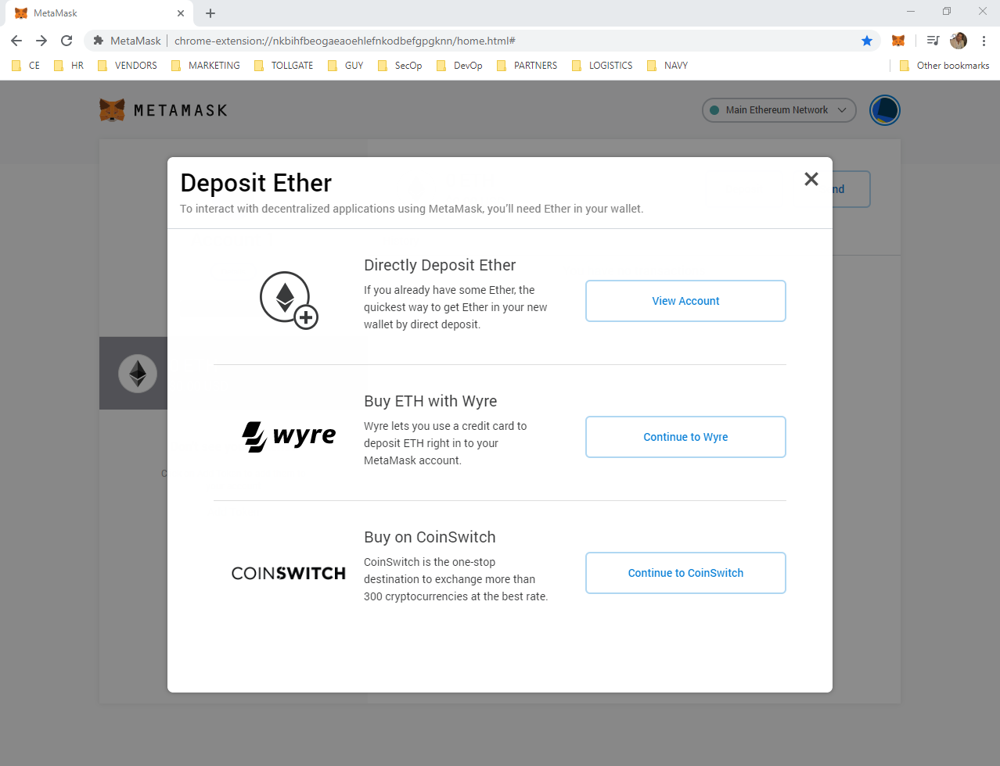 MetaMask
MetaMask
chrome-extension://nkbihfbeogaeaoehlefnkodbefgpgknn/home.html#
CE
HR
VENDORS
MARKETING
TOLLGATE
GUY
SecOp
DevOp
PARTNERS
LOGISTICS
NAVY
Other bookmarks
METAMASK
Main Ethereum Network
Deposit Ether
To interact with decentralized applications using MetaMask, you’ll need Ether in your wallet.
nd
Directly Deposit Ether
If you already have some Ether, the
quickest way to get Ether in your new
wallet by direct deposit.
View Account
wyre
Buy ETH with Wyre
Wyre lets you use a credit card to
deposit ETH right in to your
MetaMask account.
Continue to Wyre
C
COINSWITCH
Buy on CoinSwitch
CoinSwitch is the one-stop
destination to exchange more than
300 cryptocurrencies at the best rate.
Continue to CoinSwitch